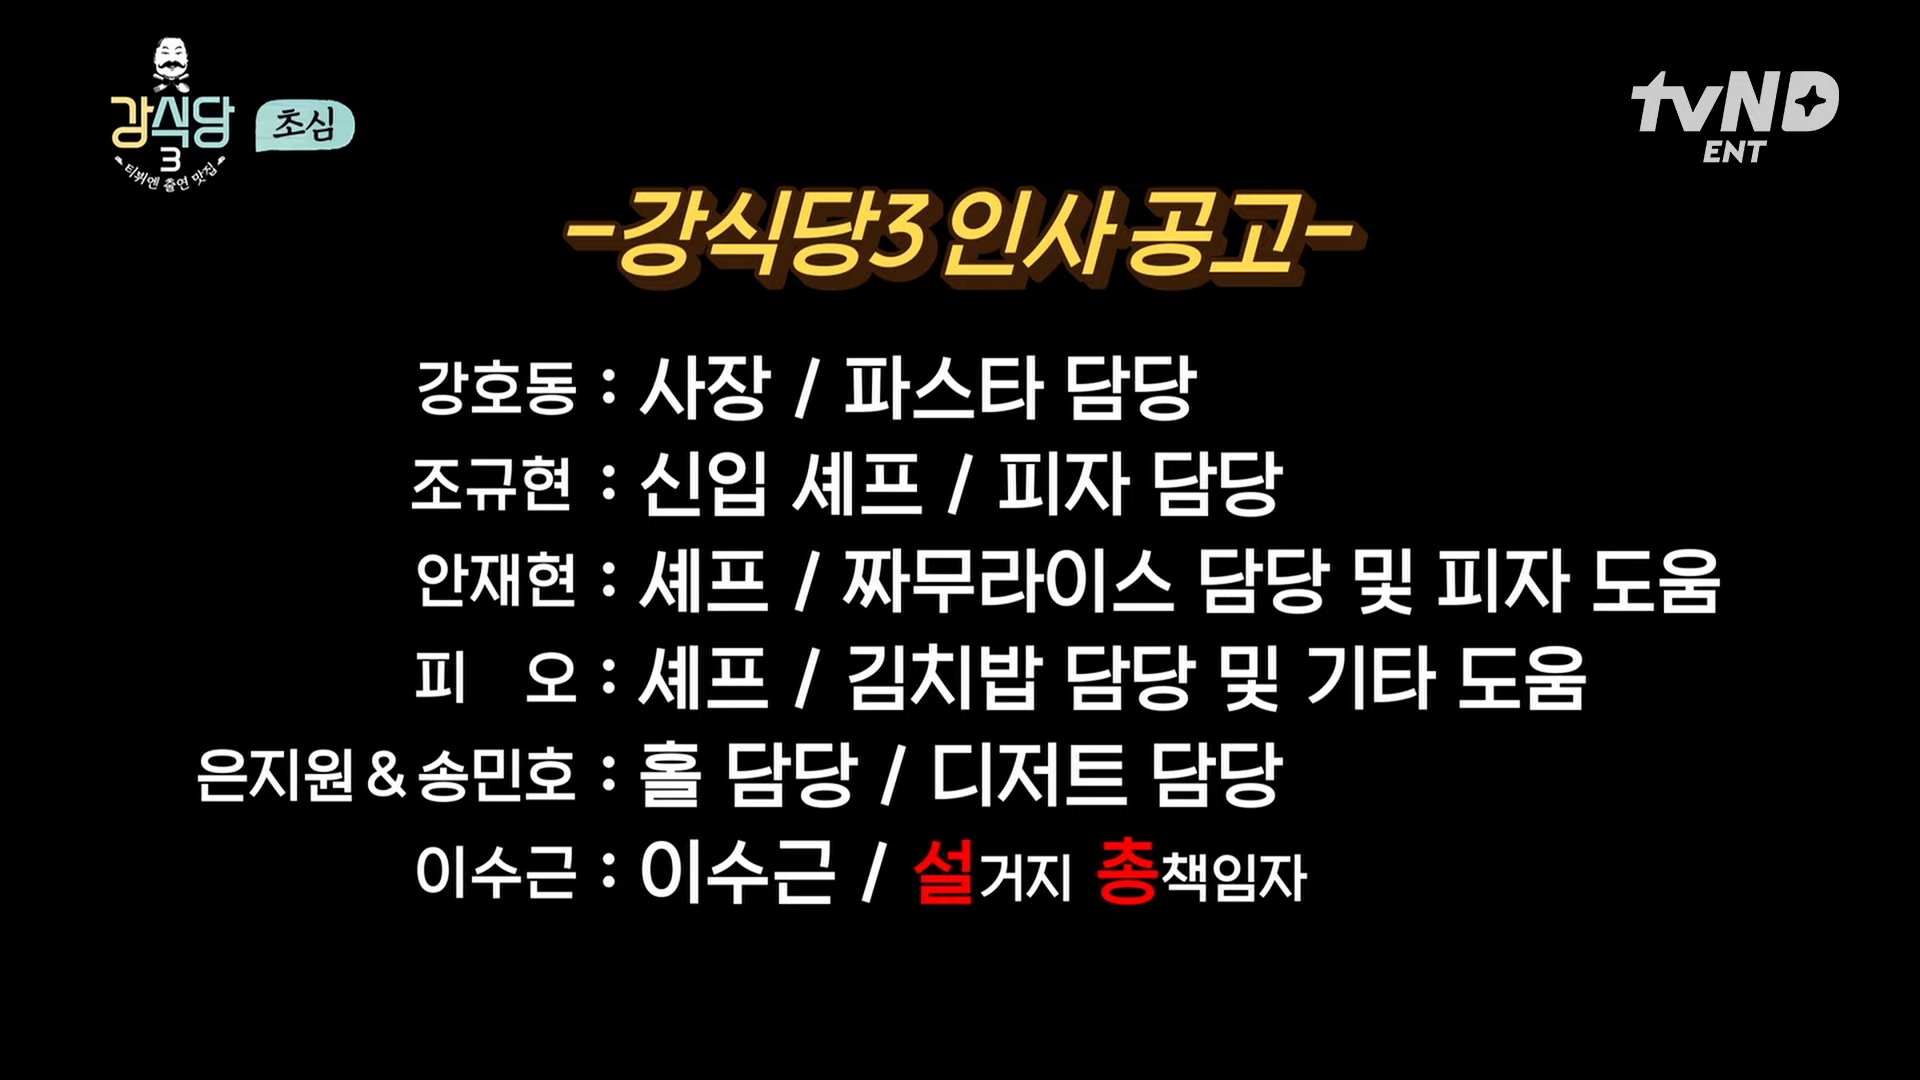 강식당
3
티뷔엔 출연 맛집
초심
tvND
ENT
-강식당3 인사 공고-
강호동 : 사장 / 파스타 담당
조규현 : 신입 셰프 / 피자 담당
안재현 : 셰프 / 짜무라이스 담당 및 피자 도움
피 오 : 셰프 / 김치밥 담당 및 기타 도움
은지원 & 송민호 : 홀 담당 / 디저트 담당
이수근 : 이수근 / 설거지 총책임자